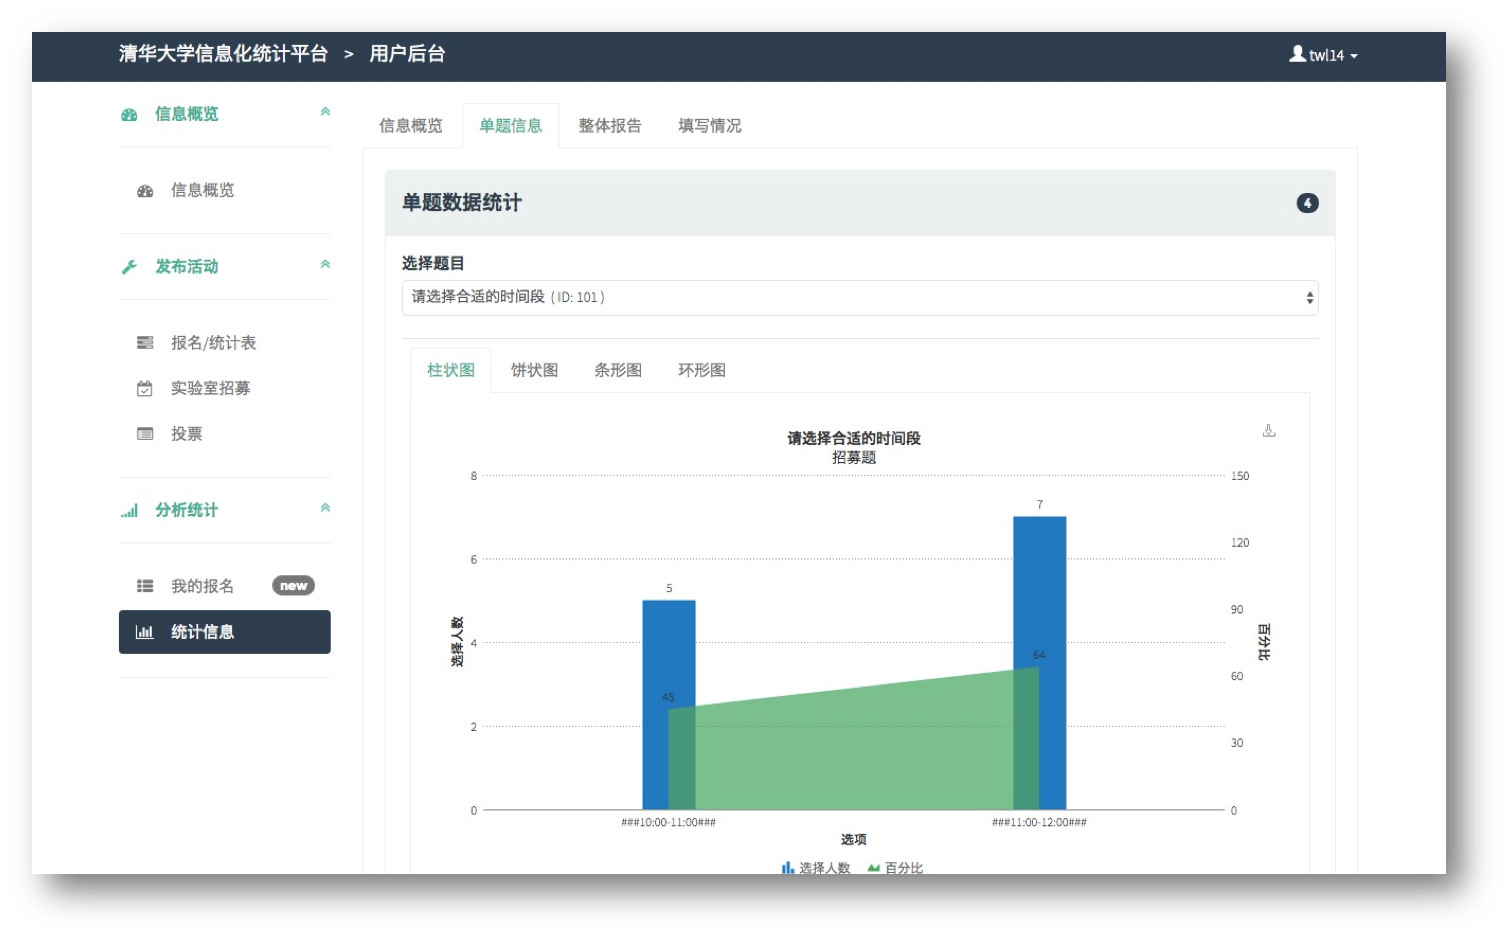 清华大学信息化统计平台 > 用户后台
twl14
信息概览
信息概览
发布活动
报名/统计表
实验室招募
投票
分析统计
我的报名 new
统计信息
信息概览 单题信息 整体报告 填写情况
单题数据统计 4
选择题目
请选择合适的时间段 ( ID: 101 )
柱状图 饼状图 条形图 环形图
请选择合适的时间段
招募题
选择人数
8
6
4
2
0
5
7
45
64
150
120
90
60
30
0
百分比
###10:00-11:00### ###11:00-12:00###
选项
选择人数 百分比